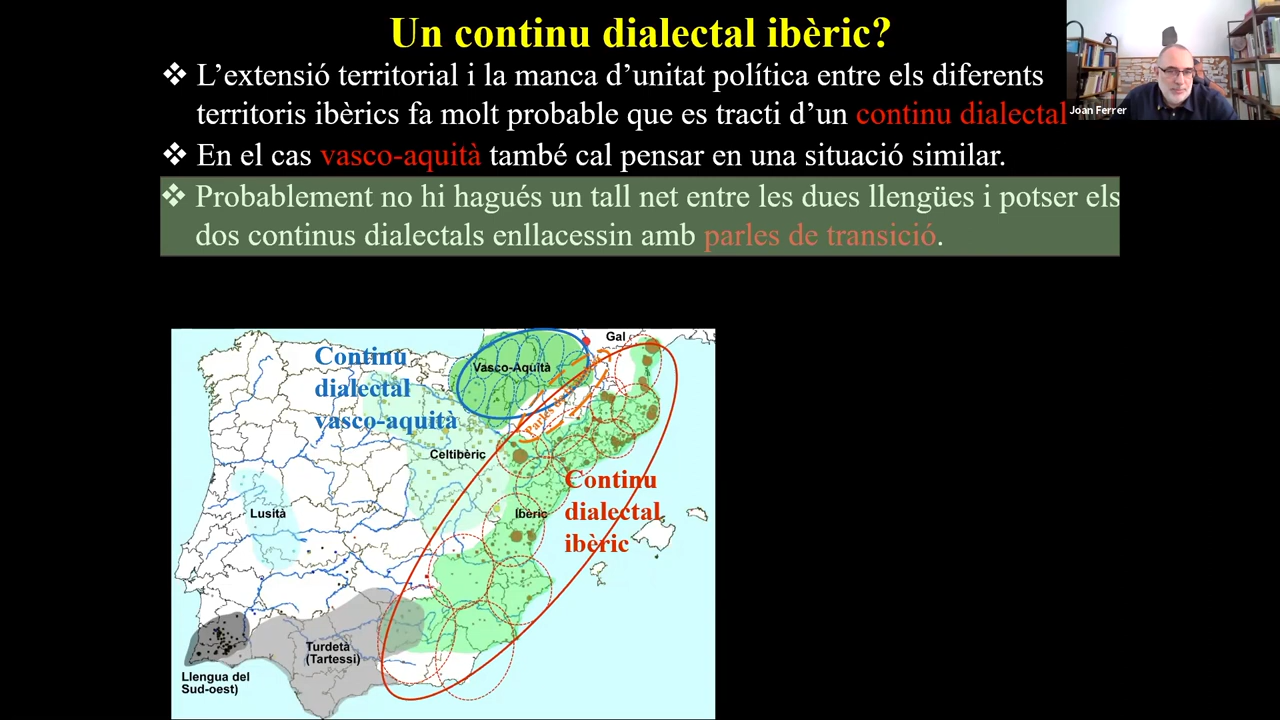 Un continu dialectal ibèric?
❖ L’extensió territorial i la manca d’unitat política entre els diferents
territoris ibèrics fa molt probable que es tracti d’un continu dialectal
Joan Ferrer
❖ En el cas vasco-aquità també cal pensar en una situació similar.
❖ Probablement no hi hagués un tall net entre les dues llengües i potser els
dos continus dialectals enllacessin amb parles de transició.
Gal
Continu
dialectal
vasco-aquità
Vasco-Aquità
Parles
Celtibèric
Lusità
Ibèric
Continu
dialectal
ibèric
Turdetà
(Tartessi)
Llengua del
Sud-oest)